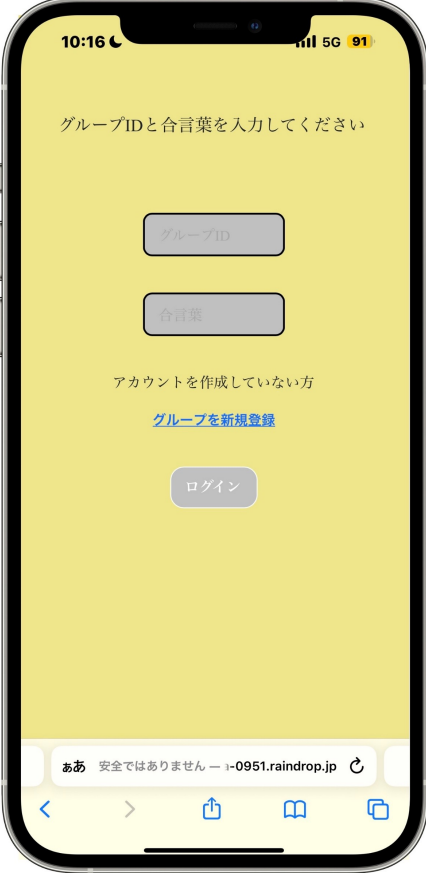 10:16
5G 91
グループIDと合言葉を入力してください
グループID
合言葉
アカウントを作成していない方
グループを新規登録
ログイン
ぁあ 安全ではありません — -0951.raindrop.jp